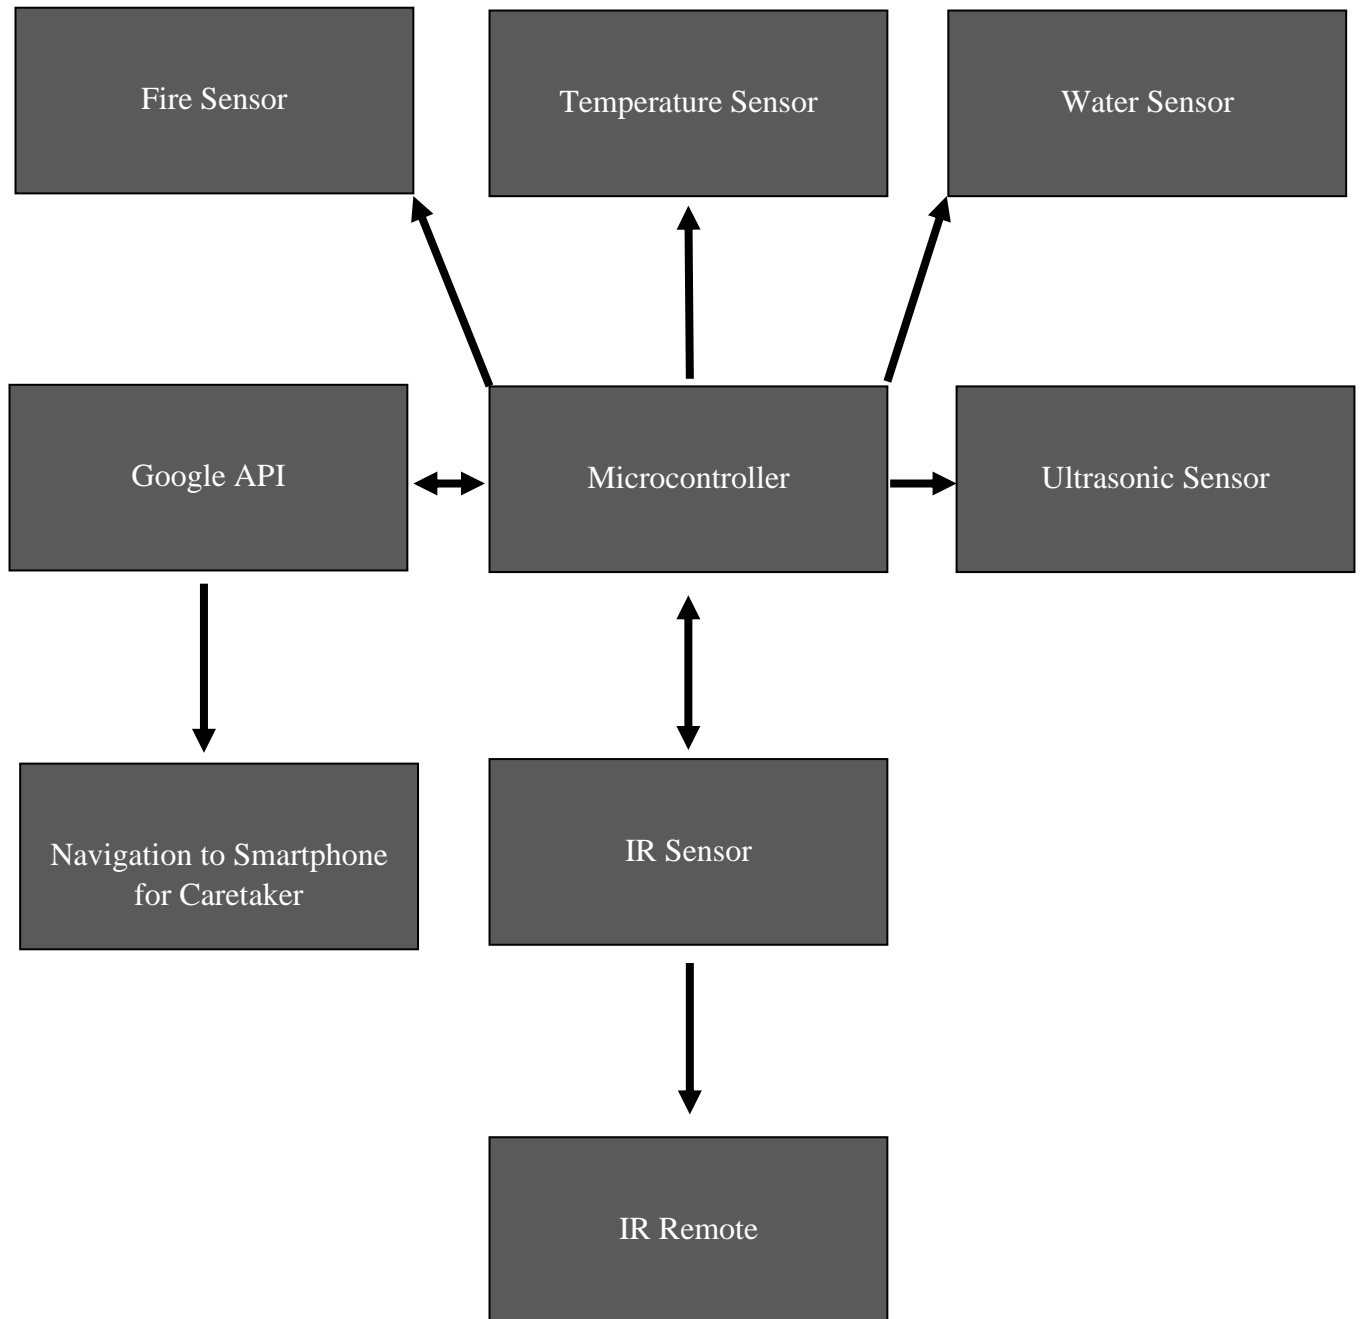 Fire Sensor
Temperature Sensor
Water Sensor
Google API
Microcontroller
Ultrasonic Sensor
Navigation to Smartphone
for Caretaker
IR Sensor
IR Remote